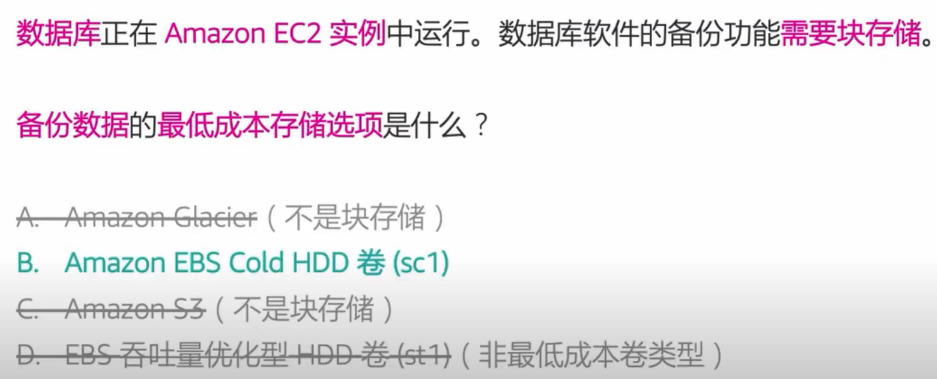 数据库正在 Amazon EC2 实例中运行。数据库软件的备份功能需要块存储。
备份数据的最低成本存储选项是什么？
A. Amazon Glacier（不是块存储）
B. Amazon EBS Cold HDD 卷 (sc1)
C. Amazon S3（不是块存储）
D. EBS 吞吐量优化型 HDD 卷 (st1)（非最低成本卷类型）